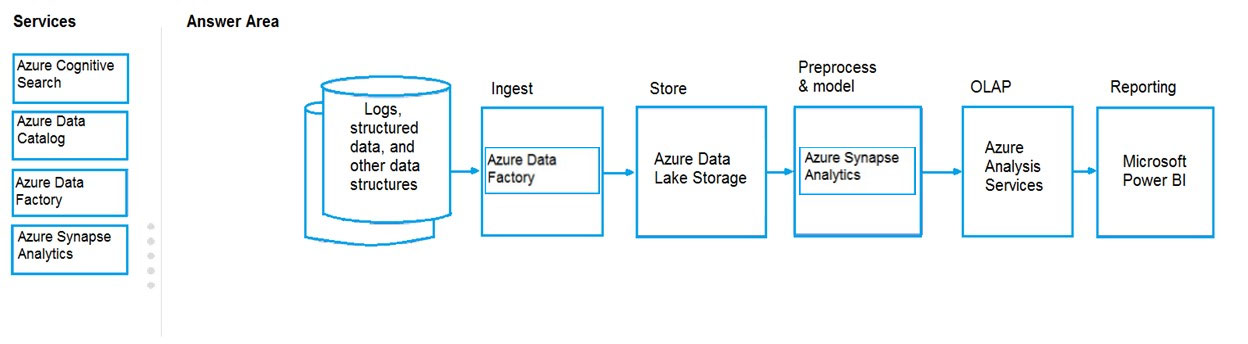 Services
Azure Cognitive
Search
Azure Data
Catalog
Azure Data
Factory
Azure Synapse
Analytics
Answer Area
Logs,
structured
data, and
other data
structures
Ingest
Azure Data
Factory
Store
Azure Data
Lake Storage
Preprocess
& model
Azure Synapse
Analytics
OLAP
Azure
Analysis
Services
Reporting
Microsoft
Power BI